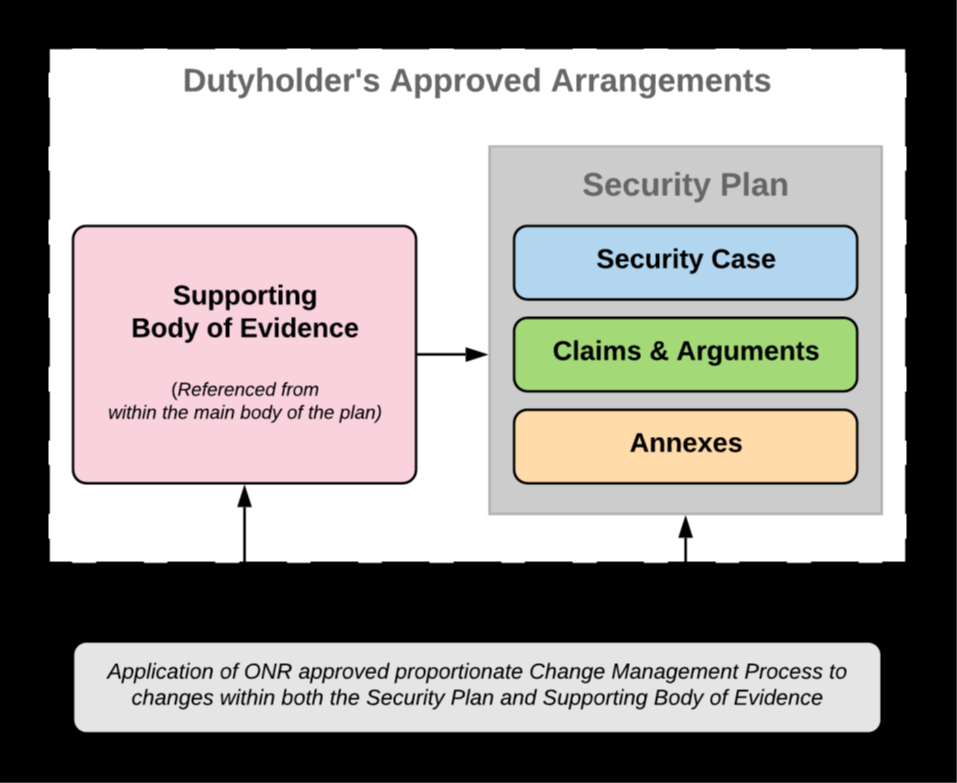 Dutyholder's Approved Arrangements
Supporting
Body of Evidence
(Referenced from
within the main body of the plan)
Security Plan
Security Case
Claims & Arguments
Annexes
Application of ONR approved proportionate Change Management Process to
changes within both the Security Plan and Supporting Body of Evidence